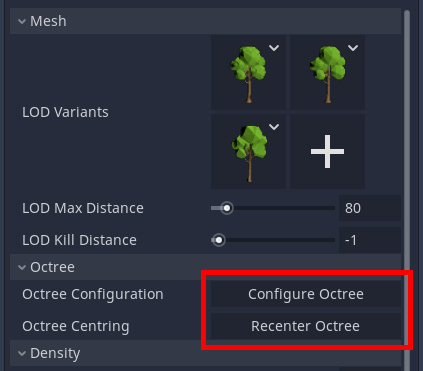 Mesh
LOD Variants
LOD Max Distance 80
LOD Kill Distance -1
Octree
Octree Configuration Configure Octree
Octree Centring Recenter Octree
Density